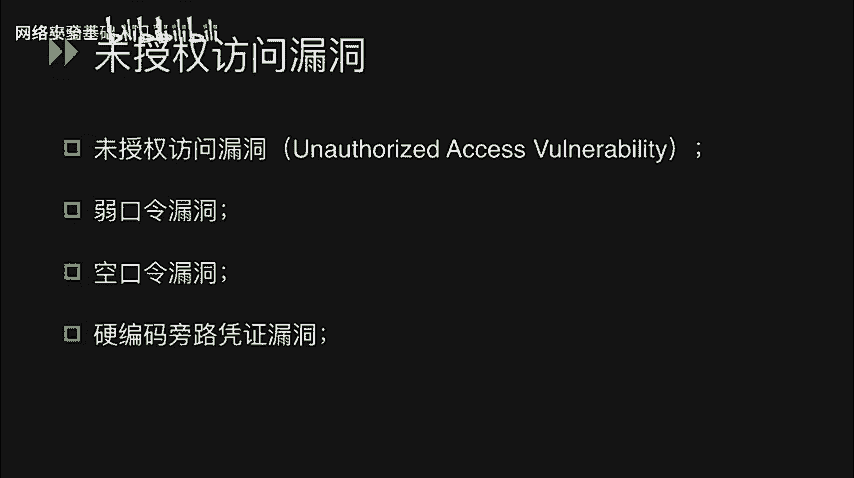 网络安全基础入门
未授权访问漏洞
未授权访问漏洞（Unauthorized Access Vulnerability）；
弱口令漏洞；
空口令漏洞；
硬编码旁路凭证漏洞；